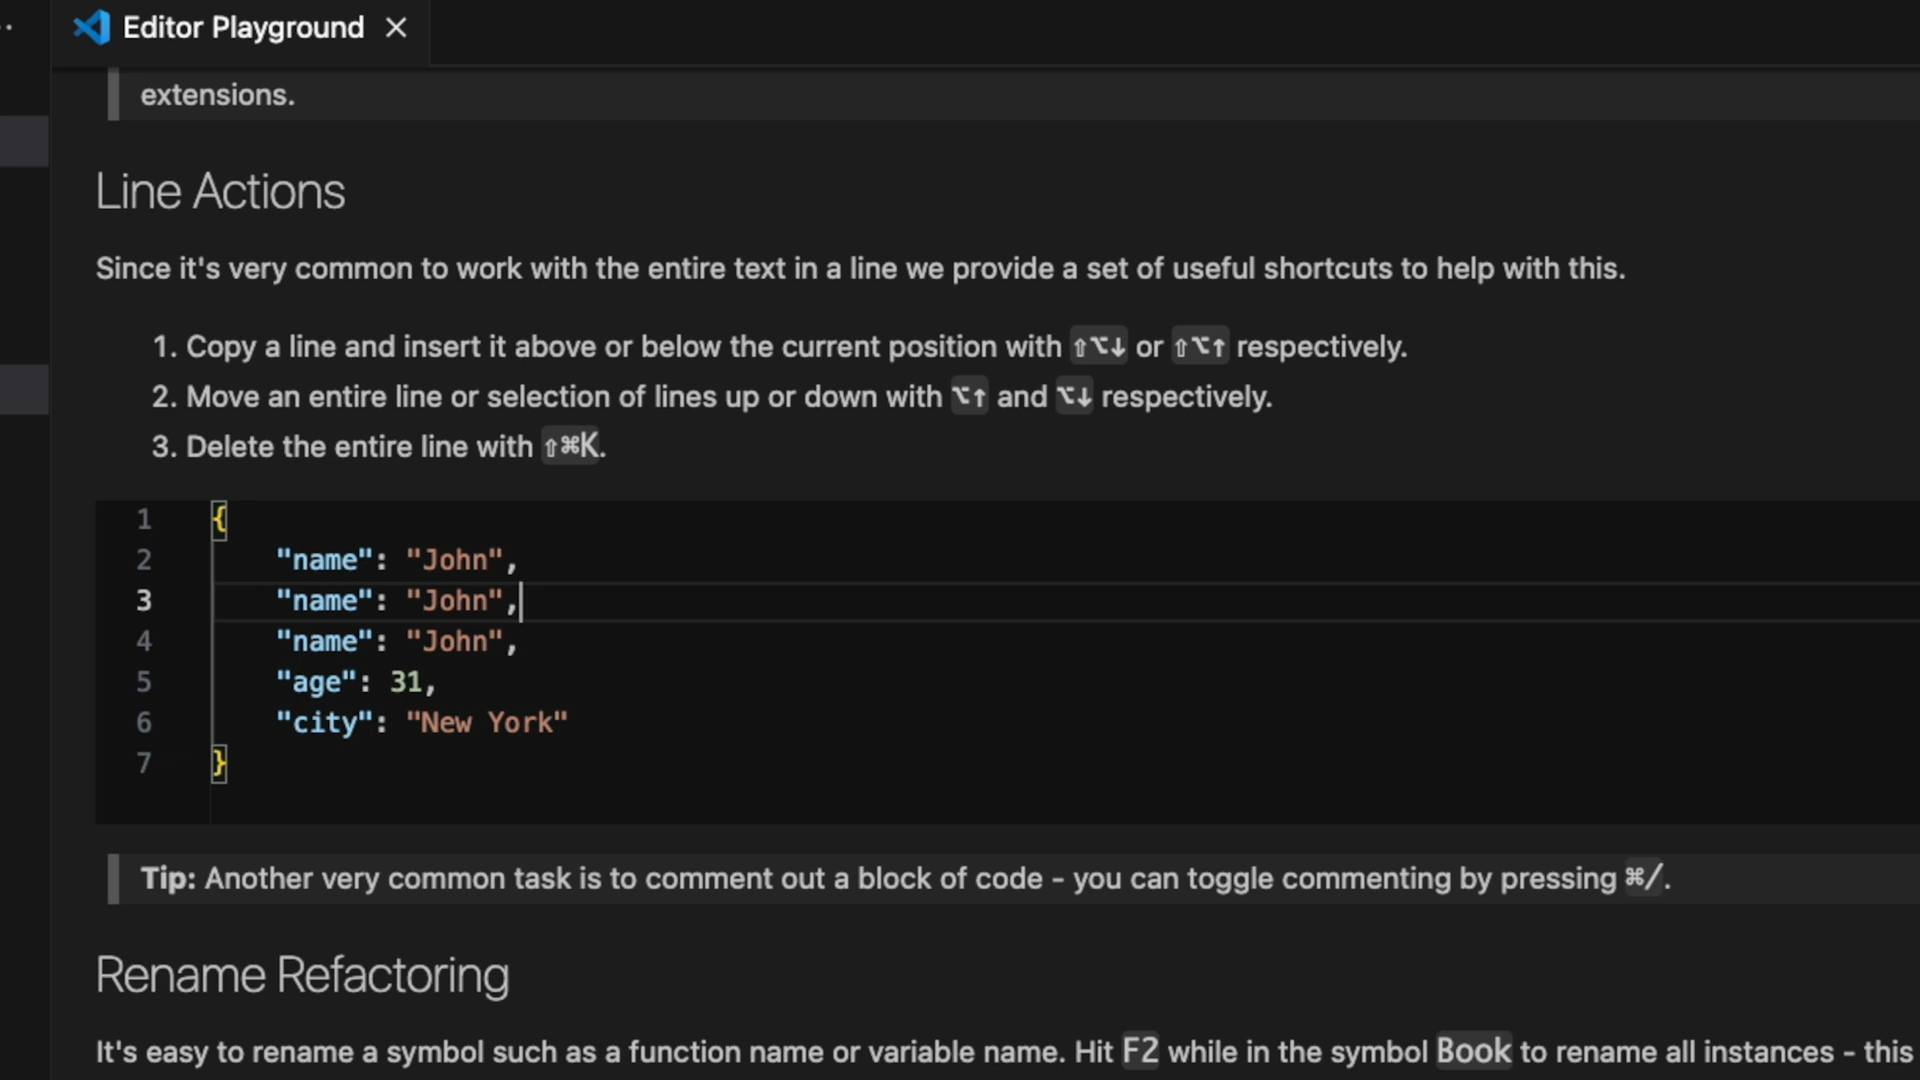 Editor Playground
extensions.
Line Actions
Since it's very common to work with the entire text in a line we provide a set of useful shortcuts to help with this.
1. Copy a line and insert it above or below the current position with ⇧⌥↓ or ⇧⌥↑ respectively.
2. Move an entire line or selection of lines up or down with ⌥↑ and ⌥↓ respectively.
3. Delete the entire line with ⇧⌘K.
1 {
2 "name": "John",
3 "name": "John",
4 "name": "John",
5 "age": 31,
6 "city": "New York"
7 }
Tip: Another very common task is to comment out a block of code - you can toggle commenting by pressing ⌘/.
Rename Refactoring
It's easy to rename a symbol such as a function name or variable name. Hit F2 while in the symbol Book to rename all instances - this